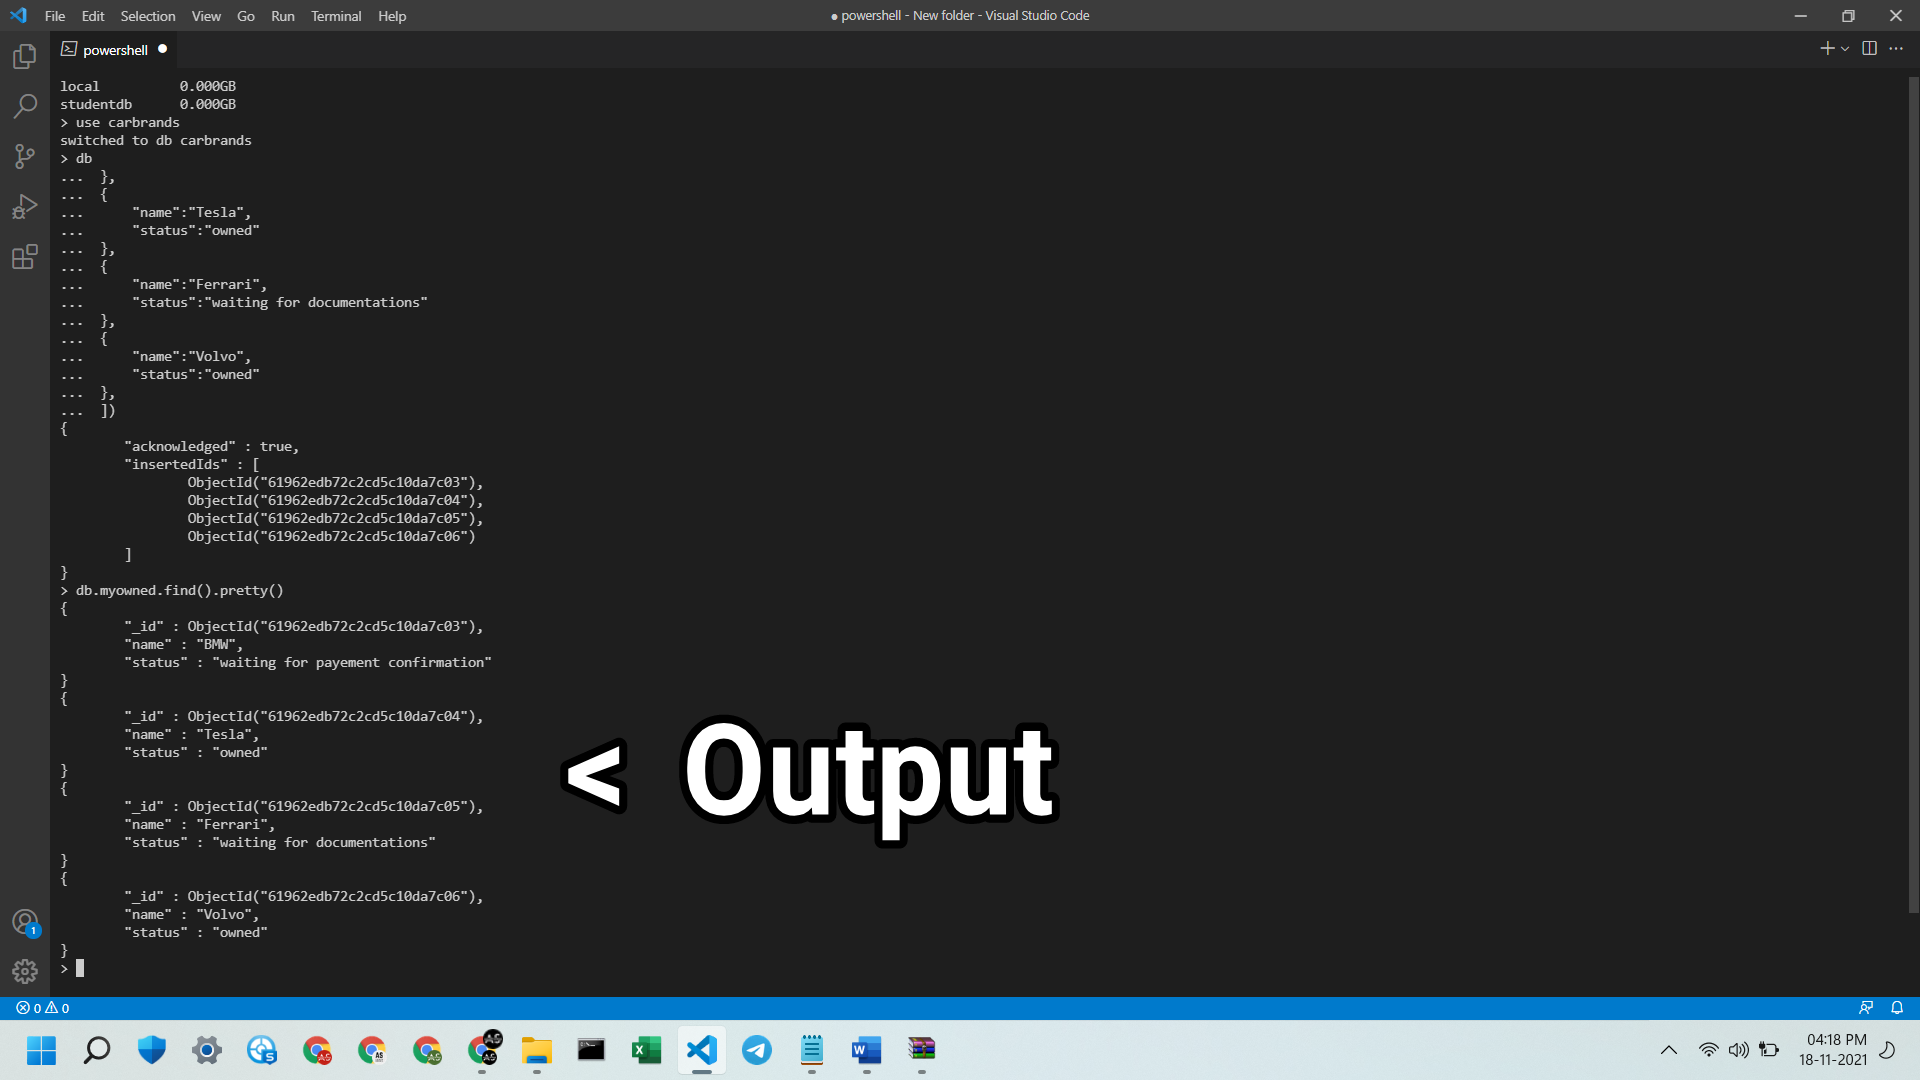 File Edit Selection View Go Run Terminal Help
● powershell - New folder - Visual Studio Code
powershell
local          0.000GB
studentdb      0.000GB
> use carbrands
switched to db carbrands
> db
...  },
...  {
...      "name":"Tesla",
...      "status":"owned"
...  },
...  {
...      "name":"Ferrari",
...      "status":"waiting for documentations"
...  },
...  {
...      "name":"Volvo",
...      "status":"owned"
...  },
...  ])
{
        "acknowledged" : true,
        "insertedIds" : [
                ObjectId("61962edb72c2cd5c10da7c03"),
                ObjectId("61962edb72c2cd5c10da7c04"),
                ObjectId("61962edb72c2cd5c10da7c05"),
                ObjectId("61962edb72c2cd5c10da7c06")
        ]
}
> db.myowned.find().pretty()
{
        "_id" : ObjectId("61962edb72c2cd5c10da7c03"),
        "name" : "BMW",
        "status" : "waiting for payement confirmation"
}
{
        "_id" : ObjectId("61962edb72c2cd5c10da7c04"),
        "name" : "Tesla",
        "status" : "owned"
}
{
        "_id" : ObjectId("61962edb72c2cd5c10da7c05"),
        "name" : "Ferrari",
        "status" : "waiting for documentations"
}
{
        "_id" : ObjectId("61962edb72c2cd5c10da7c06"),
        "name" : "Volvo",
        "status" : "owned"
}
>
< Output
1
0 0
04:18 PM
18-11-2021